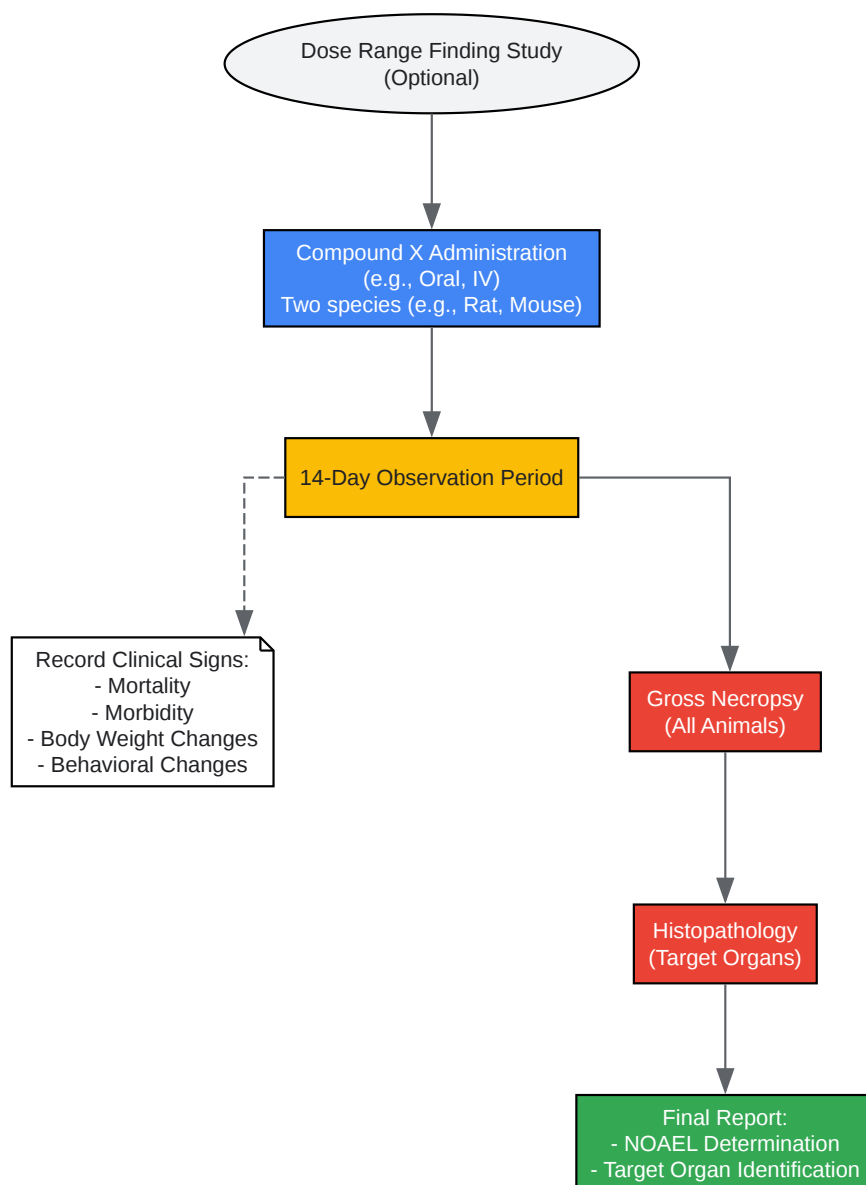 Dose Range Finding Study
(Optional)
Compound X Administration
(e.g., Oral, IV)
Two species (e.g., Rat, Mouse)
14-Day Observation Period
Record Clinical Signs:
- Mortality
- Morbidity
- Body Weight Changes
- Behavioral Changes
Gross Necropsy
(All Animals)
Histopathology
(Target Organs)
Final Report:
- NOAEL Determination
- Target Organ Identification